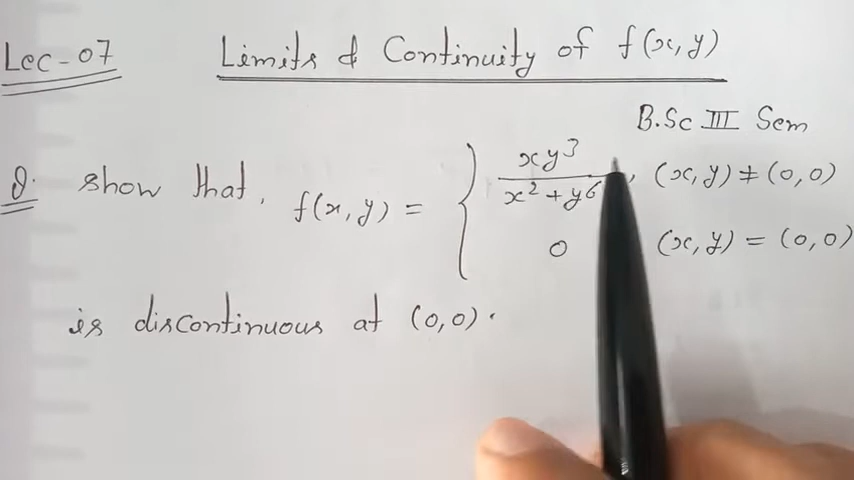 Lec-07
Limits & Continuity of f(x,y)
B.Sc III Sem
Q. show that, f(x,y) = { xy³ / x²+y⁶ , (x,y) ≠ (0,0)
0 (x,y) = (0,0)
is discontinuous at (0,0).